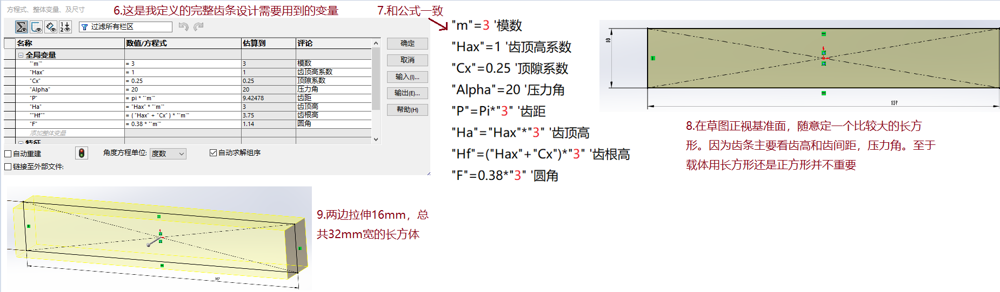 方程式、整体变量、及尺寸
6.这是我定义的完整齿条设计需要用到的变量
7.和公式一致
过滤所有栏区
名称 数值/方程式 估算到 评论
全局变量
"'m'" = 3 3 模数
"Hax" = 1 1 齿顶高系数
"Cx" = 0.25 0.25 顶隙系数
"Alpha" = 20 20 压力角
"P" = pi * "'m'" 9.42478 齿距
"Ha" = "Hax" * "'m'" 3 齿顶高
""Hf"" = ( "Hax" + "Cx" ) * "'m'" 3.75 齿根高
"F" = 0.38 * "'m'" 1.14 圆角
添加整体变量
特征
确定
取消
输入(I)...
输出(E)...
帮助(H)
自动重建
角度方程单位: 度数
自动求解组序
链接至外部文件:
"m"=3 '模数
"Hax"=1 '齿顶高系数
"Cx"=0.25 '顶隙系数
"Alpha"=20 '压力角
"P"=Pi*"3" '齿距
"Ha"="Hax"*"3" '齿顶高
"Hf"=("Hax"+"Cx")*"3" '齿根高
"F"=0.38*"3" '圆角
107
8.在草图正视基准面，随意定一个比较大的长方
形。因为齿条主要看齿高和齿间距，压力角。至于
载体用长方形还是正方形并不重要
9.两边拉伸16mm，总
共32mm宽的长方体